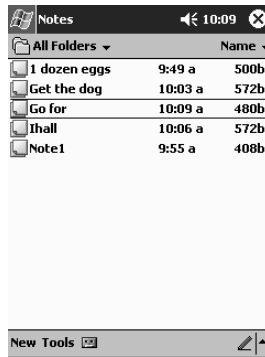 Notes 10:09
All Folders Name
1 dozen eggs 9:49 a 500b
Get the dog 10:03 a 572b
Go for 10:09 a 480b
Ihall 10:06 a 572b
Note1 9:55 a 408b
New Tools